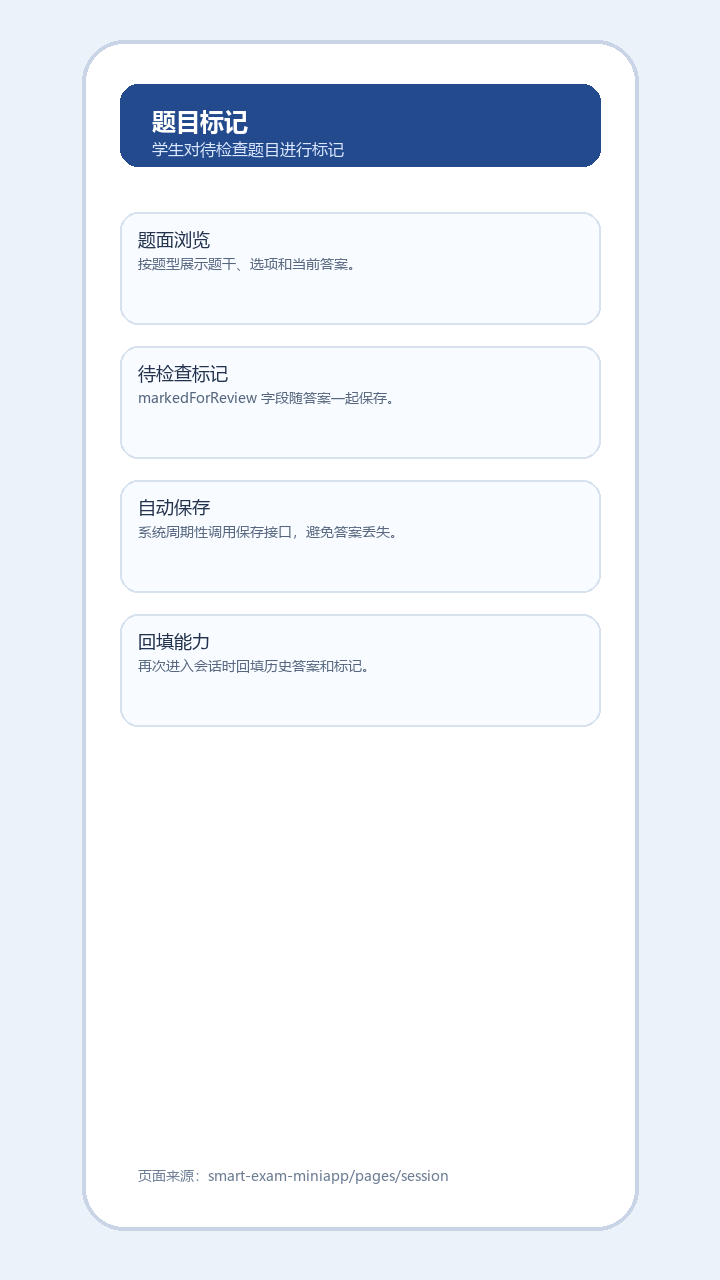 题目标记
学生对待检查题目进行标记
题面浏览
按题型展示题干、选项和当前答案。
待检查标记
markedForReview 字段随答案一起保存。
自动保存
系统周期性调用保存接口，避免答案丢失。
回填能力
再次进入会话时回填历史答案和标记。
页面来源：smart-exam-miniapp/pages/session